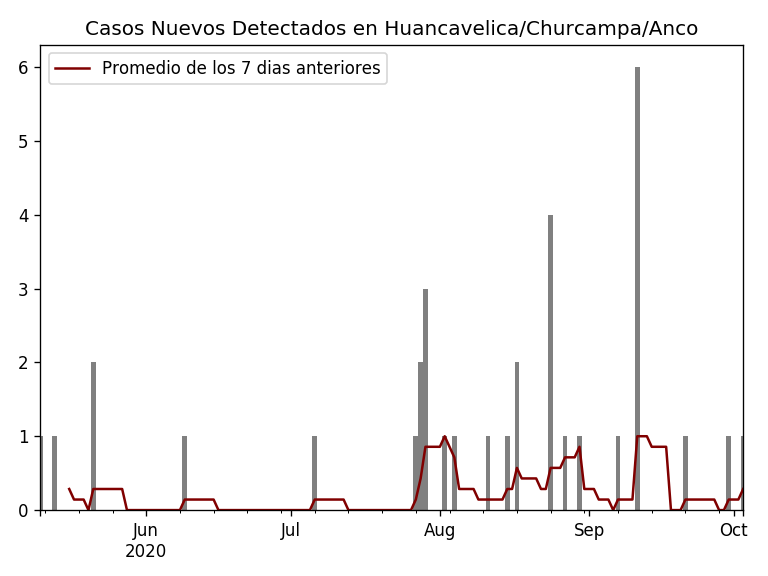 Casos Nuevos Detectados en Huancavelica/Churcampa/Anco
Promedio de los 7 dias anteriores
6
5
4
3
2
1
0
Jun
2020
Jul
Aug
Sep
Oct